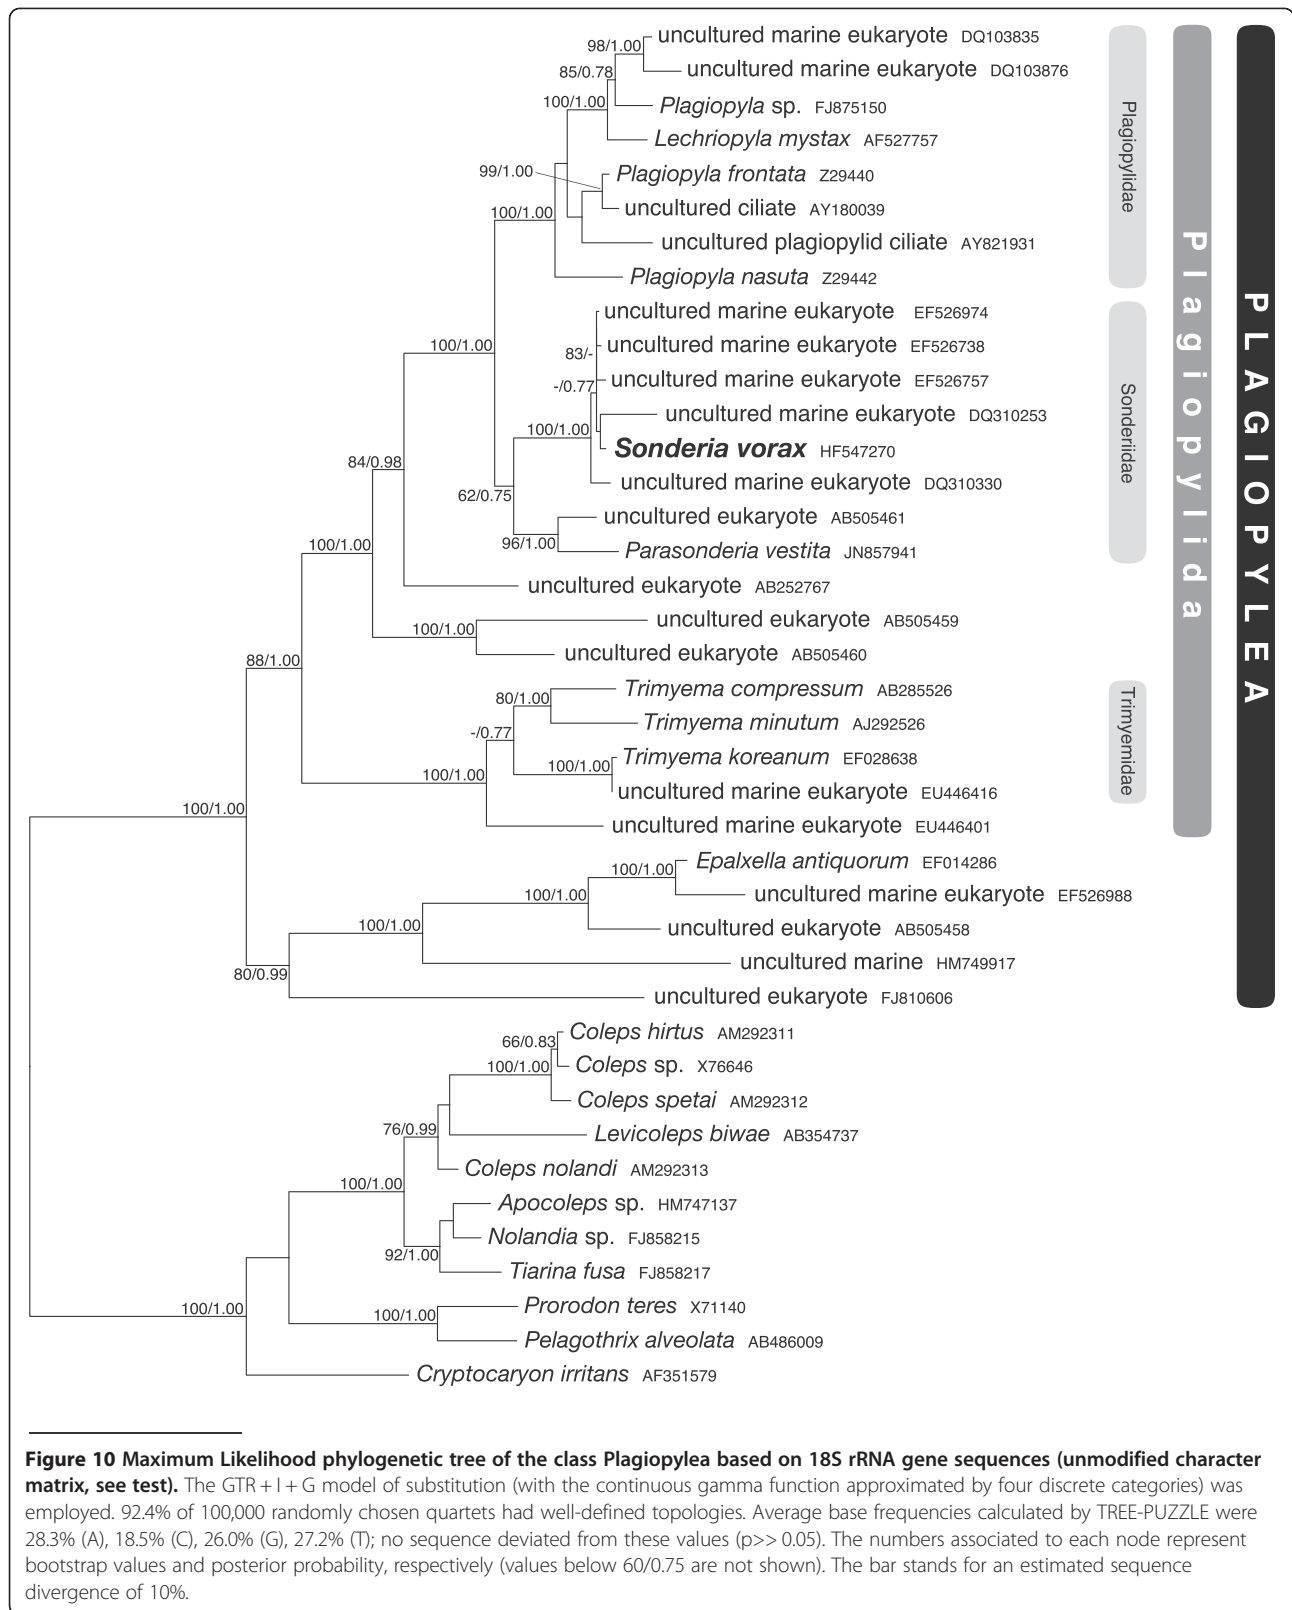 98/1.00 uncultured marine eukaryote DQ103835
85/0.78 uncultured marine eukaryote DQ103876
100/1.00 Plagiopyla sp. FJ875150
Lechriopyla mystax AF527757
99/1.00 Plagiopyla frontata Z29440
100/1.00 uncultured ciliate AY180039
uncultured plagiopylid ciliate AY821931
Plagiopyla nasuta Z29442
uncultured marine eukaryote EF526974
100/1.00 83/- uncultured marine eukaryote EF526738
-/0.77 uncultured marine eukaryote EF526757
uncultured marine eukaryote DQ310253
100/1.00 Sonderia vorax HF547270
84/0.98 uncultured marine eukaryote DQ310330
62/0.75 uncultured eukaryote AB505461
100/1.00 96/1.00 Parasonderia vestita JN857941
uncultured eukaryote AB252767
100/1.00 uncultured eukaryote AB505459
88/1.00 uncultured eukaryote AB505460
80/1.00 Trimyema compressum AB285526
-/0.77 Trimyema minutum AJ292526
100/1.00 Trimyema koreanum EF028638
100/1.00 uncultured marine eukaryote EU446416
100/1.00 uncultured marine eukaryote EU446401
100/1.00 Epalxella antiquorum EF014286
100/1.00 uncultured marine eukaryote EF526988
100/1.00 uncultured eukaryote AB505458
80/0.99 uncultured marine HM749917
uncultured eukaryote FJ810606
66/0.83 Coleps hirtus AM292311
100/1.00 Coleps sp. X76646
Coleps spetai AM292312
76/0.99 Levicoleps biwae AB354737
Coleps nolandi AM292313
100/1.00 Apocoleps sp. HM747137
Nolandia sp. FJ858215
92/1.00 Tiarina fusa FJ858217
100/1.00 100/1.00 Prorodon teres X71140
Pelagothrix alveolata AB486009
Cryptocaryon irritans AF351579
Plagiopylidae
Sonderiidae
Trimyemidae
Plagiopylida
PLAGIOPYLEA
Figure 10 Maximum Likelihood phylogenetic tree of the class Plagiopylea based on 18S rRNA gene sequences (unmodified character
matrix, see test). The GTR + I + G model of substitution (with the continuous gamma function approximated by four discrete categories) was
employed. 92.4% of 100,000 randomly chosen quartets had well-defined topologies. Average base frequencies calculated by TREE-PUZZLE were
28.3% (A), 18.5% (C), 26.0% (G), 27.2% (T); no sequence deviated from these values (p>> 0.05). The numbers associated to each node represent
bootstrap values and posterior probability, respectively (values below 60/0.75 are not shown). The bar stands for an estimated sequence
divergence of 10%.